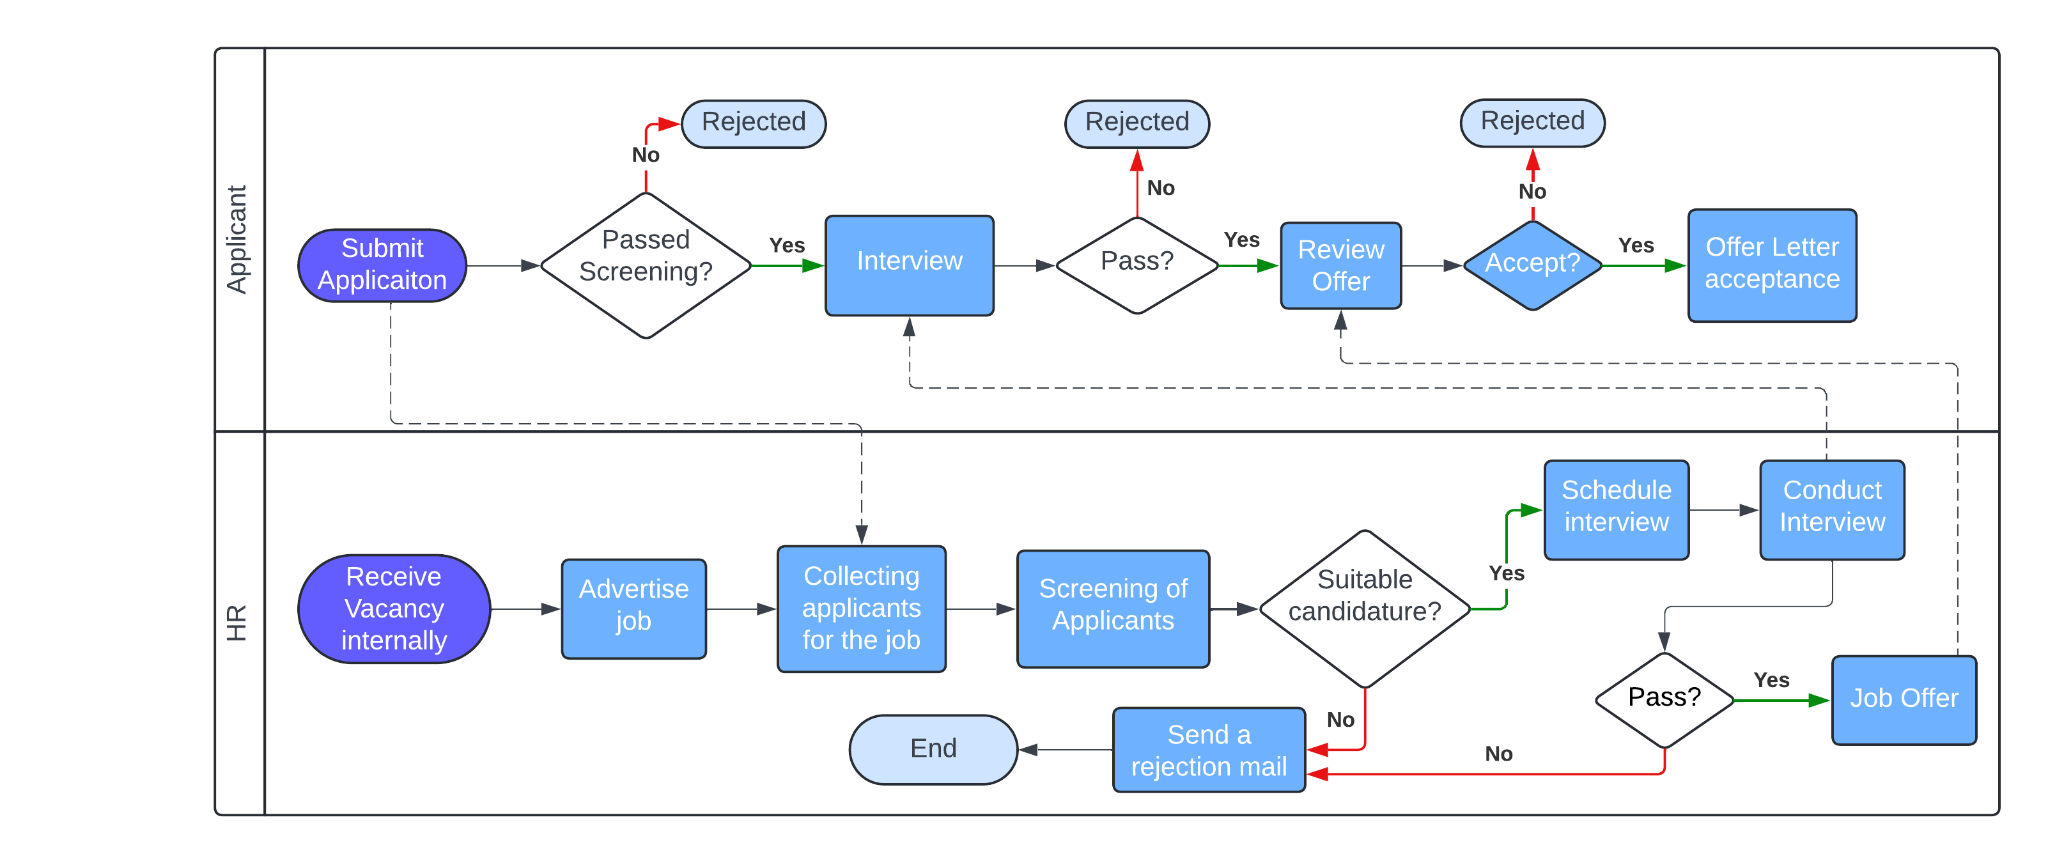 Applicant
Rejected
Rejected
Rejected
No
No
No
Submit
Applicaiton
Passed
Screening?
Yes
Interview
Pass?
Yes
Review
Offer
Accept?
Yes
Offer Letter
acceptance
HR
Receive
Vacancy
internally
Advertise
job
Collecting
applicants
for the job
Screening of
Applicants
Suitable
candidature?
Yes
Schedule
interview
Conduct
Interview
No
Pass?
Yes
Job Offer
No
Send a
rejection mail
End